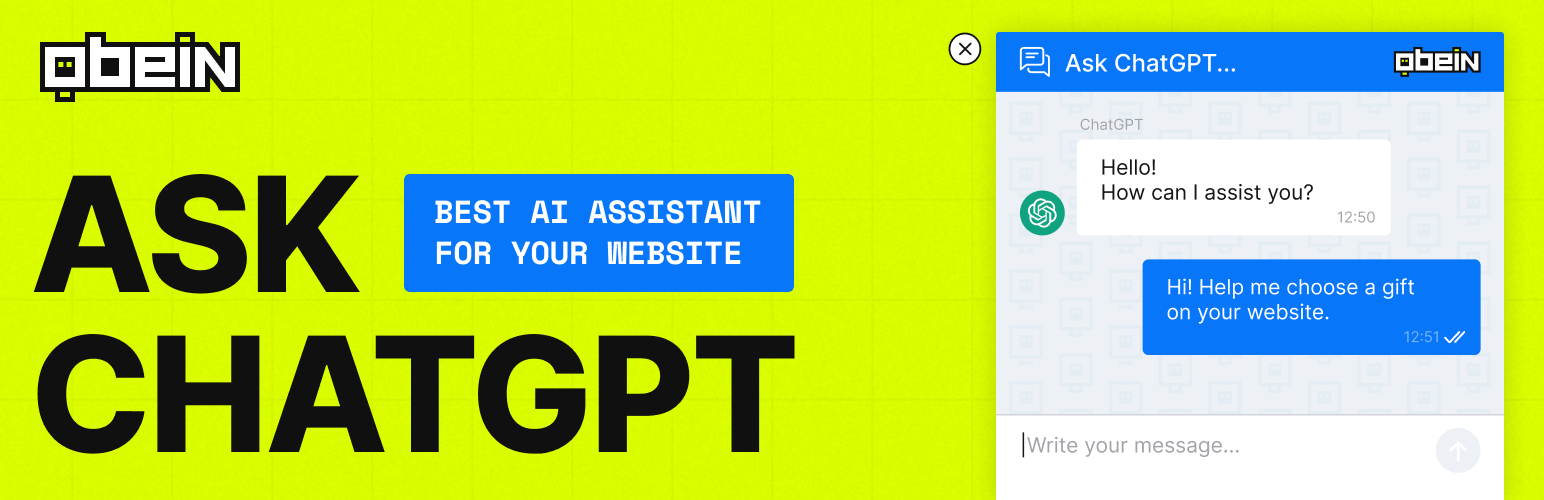 qbein
ASK
BEST AI ASSISTANT
FOR YOUR WEBSITE
CHATGPT
Ask ChatGPT...
qbein
ChatGPT
Hello!
How can I assist you?
12:50
Hi! Help me choose a gift
on your website.
12:51
Write your message...